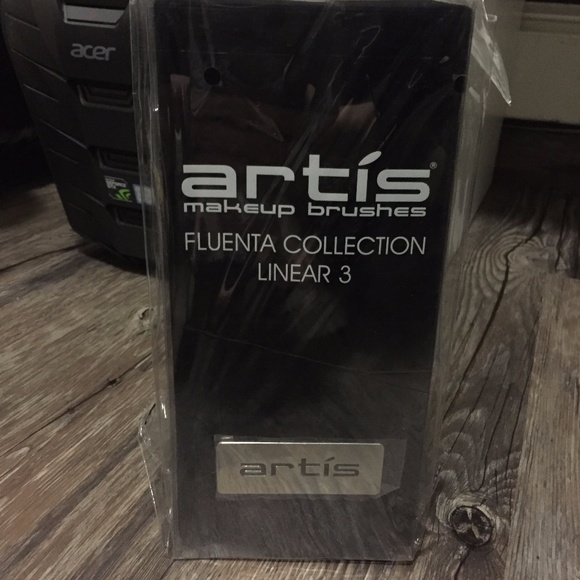 acer
artís®
makeup brushes
FLUENTA COLLECTION
LINEAR 3
artís